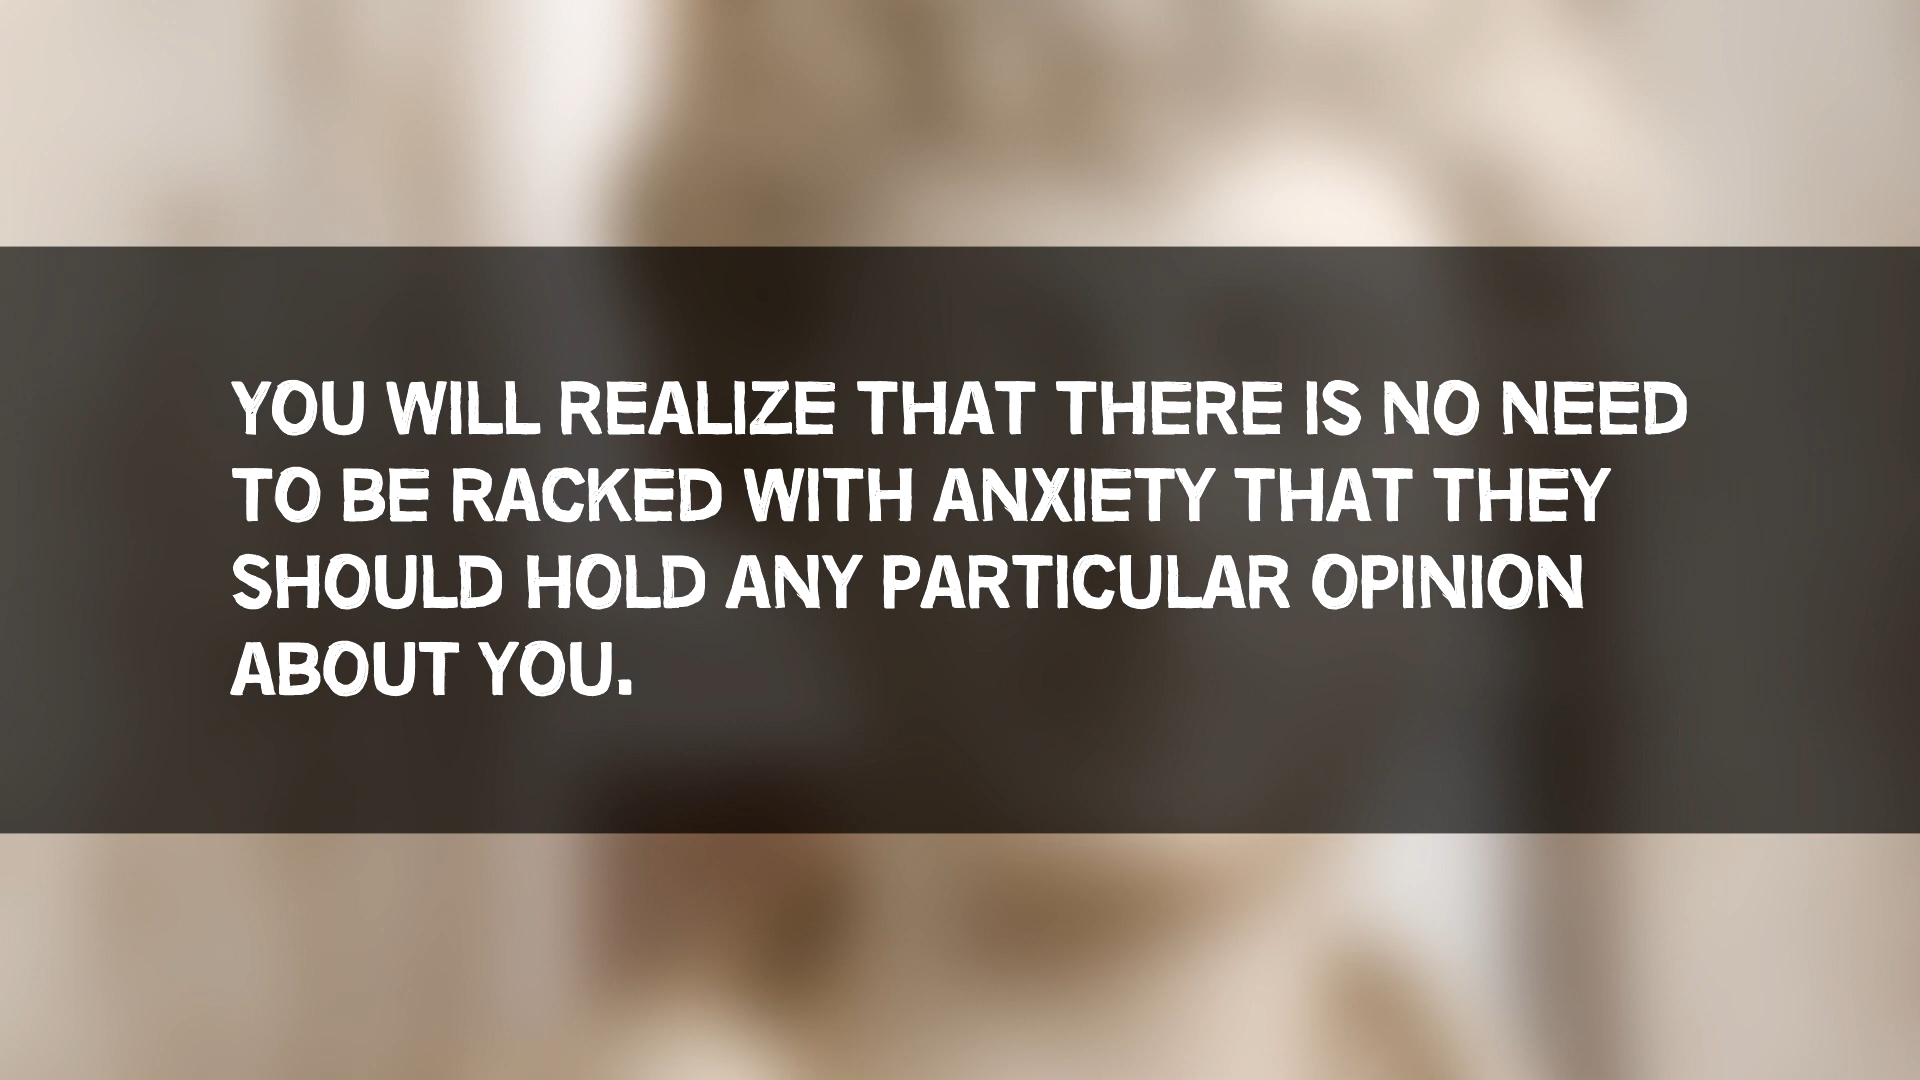 YOU WILL REALIZE THAT THERE IS NO NEED
TO BE RACKED WITH ANXIETY THAT THEY
SHOULD HOLD ANY PARTICULAR OPINION
ABOUT YOU.